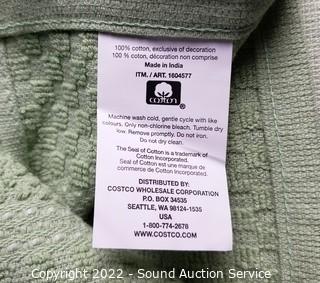 100% cotton, exclusive of decoration
100 % coton, décoration non comprise
Made in India
ITM. / ART. 1604577
cotton
®
Machine wash cold, gentle cycle with like
colours. Only non-chlorine bleach. Tumble dry
low. Remove promptly. Do not iron.
Do not dry clean.
The Seal of Cotton is a trademark of
Cotton Incorporated.
Seal of Cotton est une marque de
commerce de Cotton Incorporated.
DISTRIBUTED BY:
COSTCO WHOLESALE CORPORATION
P.O. BOX 34535
SEATTLE, WA 98124-1535
USA
1-800-774-2678
WWW.COSTCO.COM
Copyright 2022 - Sound Auction Service